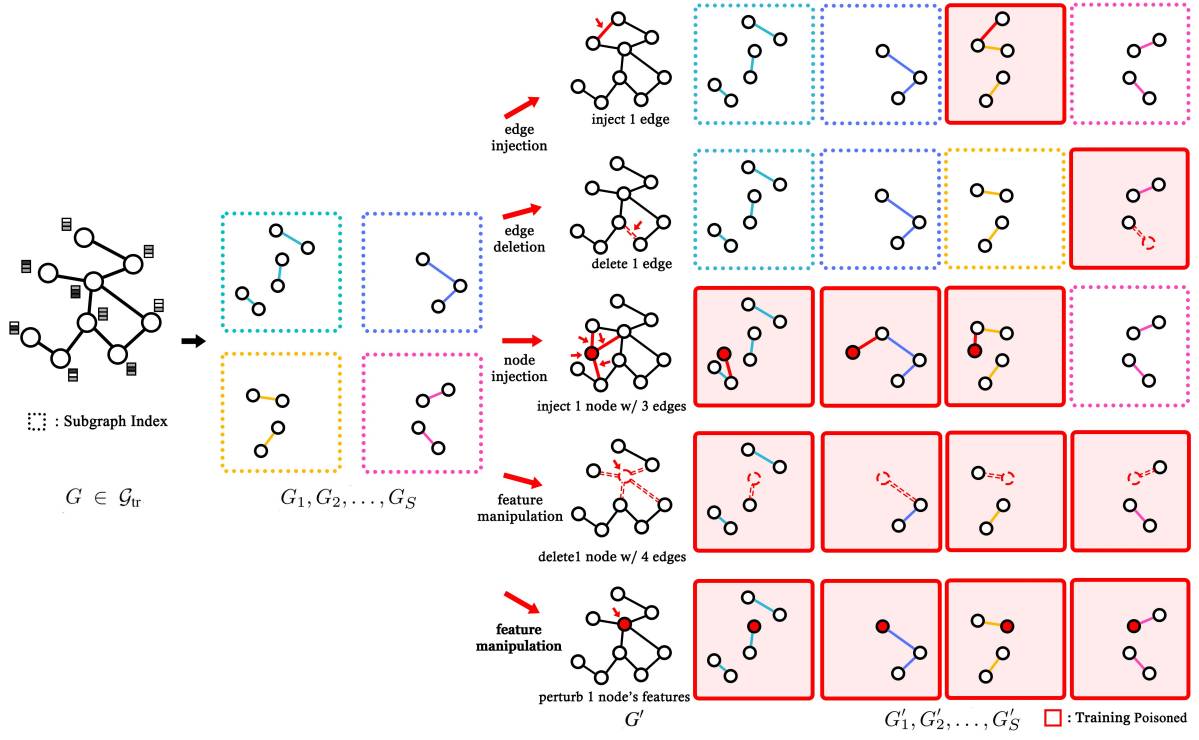 inject 1 edge
edge
injection
delete 1 edge
edge
deletion
inject 1 node w/ 3 edges
node
injection
delete1 node w/ 4 edges
feature
manipulation
perturb 1 node's features
feature
manipulation
: Subgraph Index
G ∈ 𝒢tr
G₁, G₂, . . . , G_S
G′
G′₁, G′₂, . . . , G′_S
: Training Poisoned